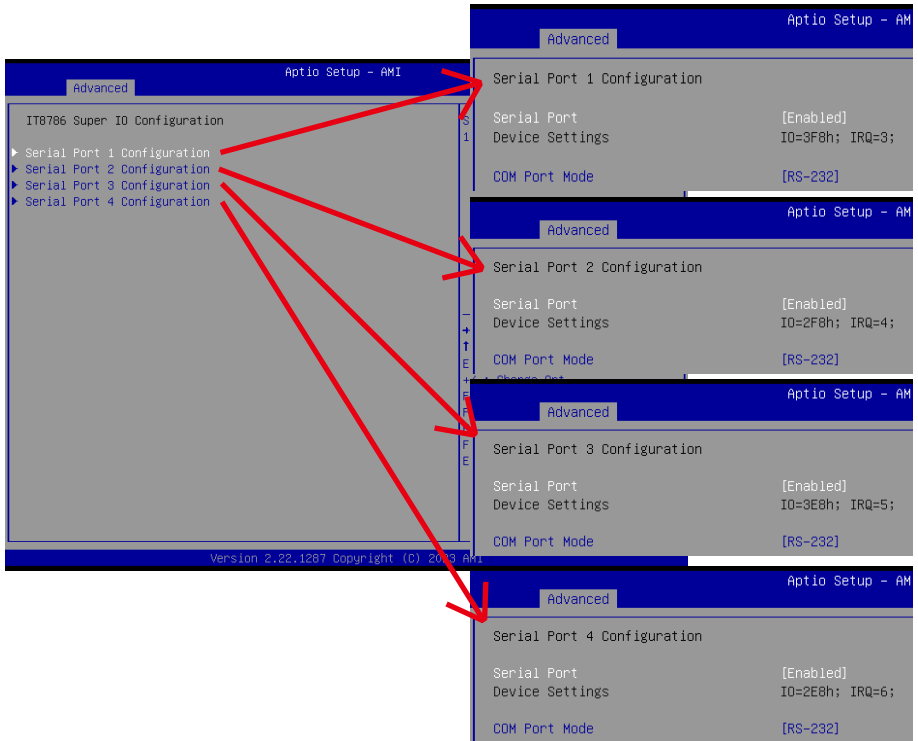 Aptio Setup - AMI
Advanced
IT8786 Super IO Configuration
Serial Port 1 Configuration
Serial Port 2 Configuration
Serial Port 3 Configuration
Serial Port 4 Configuration
S
1
E
F
E
Version 2.22.1287 Copyright (C) 2023 AMI
Aptio Setup - AM
Advanced
Serial Port 1 Configuration
Serial Port [Enabled]
Device Settings IO=3F8h; IRQ=3;
COM Port Mode [RS-232]
Aptio Setup - AM
Advanced
Serial Port 2 Configuration
Serial Port [Enabled]
Device Settings IO=2F8h; IRQ=4;
COM Port Mode [RS-232]
Aptio Setup - AM
Advanced
Serial Port 3 Configuration
Serial Port [Enabled]
Device Settings IO=3E8h; IRQ=5;
COM Port Mode [RS-232]
Aptio Setup - AM
Advanced
Serial Port 4 Configuration
Serial Port [Enabled]
Device Settings IO=2E8h; IRQ=6;
COM Port Mode [RS-232]